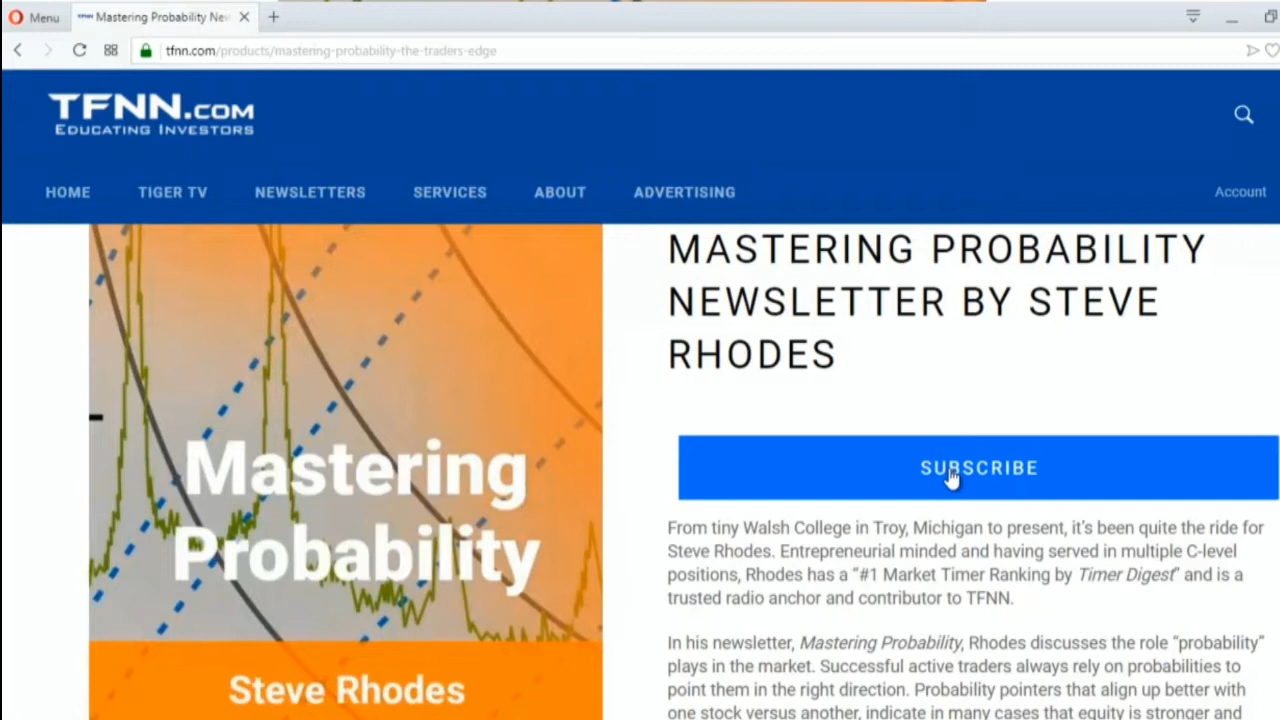 Menu
Mastering Probability New
tfnn.com/products/mastering-probability-the-traders-edge
TFNN.COM
EDUCATING INVESTORS
HOME TIGER TV NEWSLETTERS SERVICES ABOUT ADVERTISING Account
Mastering
Probability
Steve Rhodes
MASTERING PROBABILITY
NEWSLETTER BY STEVE
RHODES
SUBSCRIBE
From tiny Walsh College in Troy, Michigan to present, it's been quite the ride for
Steve Rhodes. Entrepreneurial minded and having served in multiple C-level
positions, Rhodes has a “#1 Market Timer Ranking by Timer Digest” and is a
trusted radio anchor and contributor to TFNN.
In his newsletter, Mastering Probability, Rhodes discusses the role “probability”
plays in the market. Successful active traders always rely on probabilities to
point them in the right direction. Probability pointers that align up better with
one stock versus another, indicate in many cases that equity is stronger and